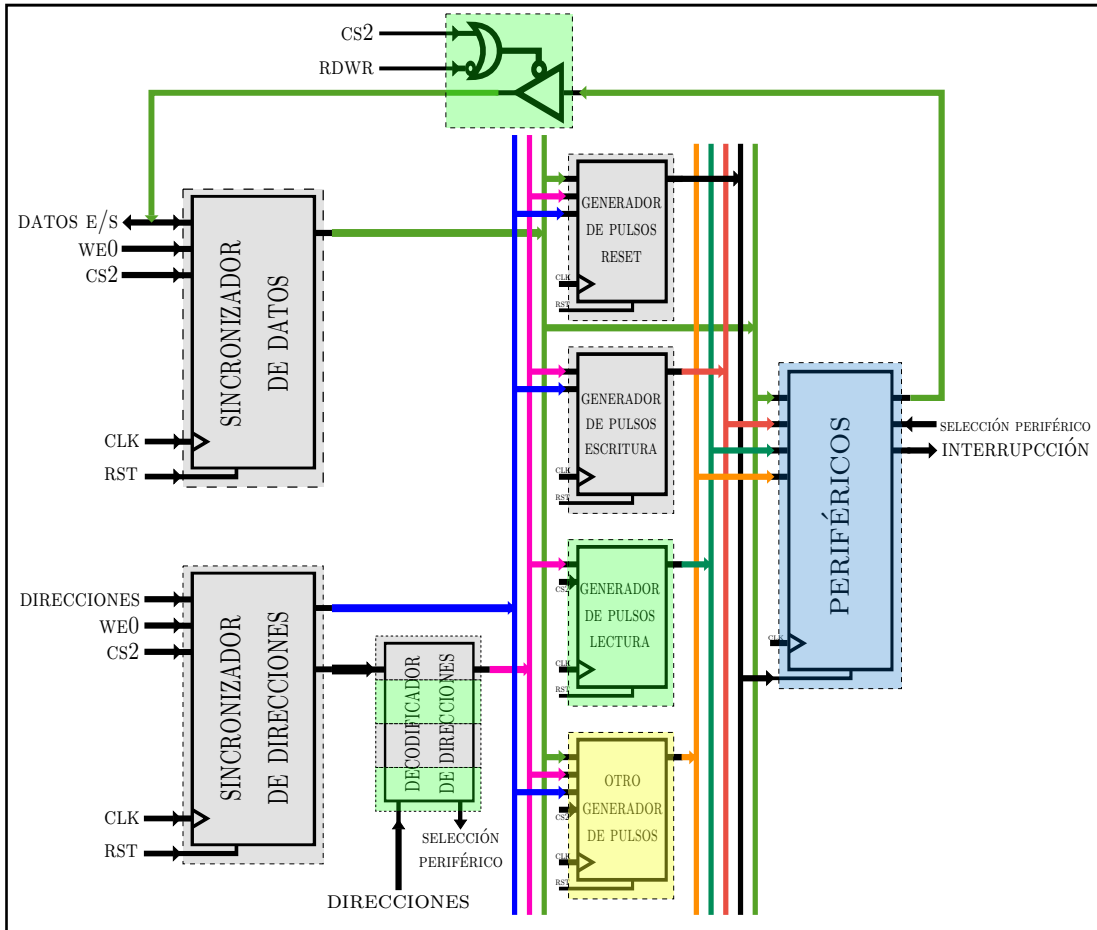 CS2
RDWR
DATOS E/S
WE0
CS2
CLK
RST
SINCRONIZADOR
DE DATOS
GENERADOR
DE PULSOS
RESET
CLK
RST
GENERADOR
DE PULSOS
ESCRITURA
CLK
RST
PERIFÉRICOS
CLK
SELECCIÓN PERIFÉRICO
INTERRUPCCIÓN
DIRECCIONES
WE0
CS2
CLK
RST
SINCRONIZADOR
DE DIRECCIONES
DECODIFICADOR
DE DIRECCIONES
SELECCIÓN
PERIFÉRICO
DIRECCIONES
CS2
GENERADOR
DE PULSOS
LECTURA
CLK
RST
OTRO
GENERADOR
DE PULSOS
CS2
CLK
RST